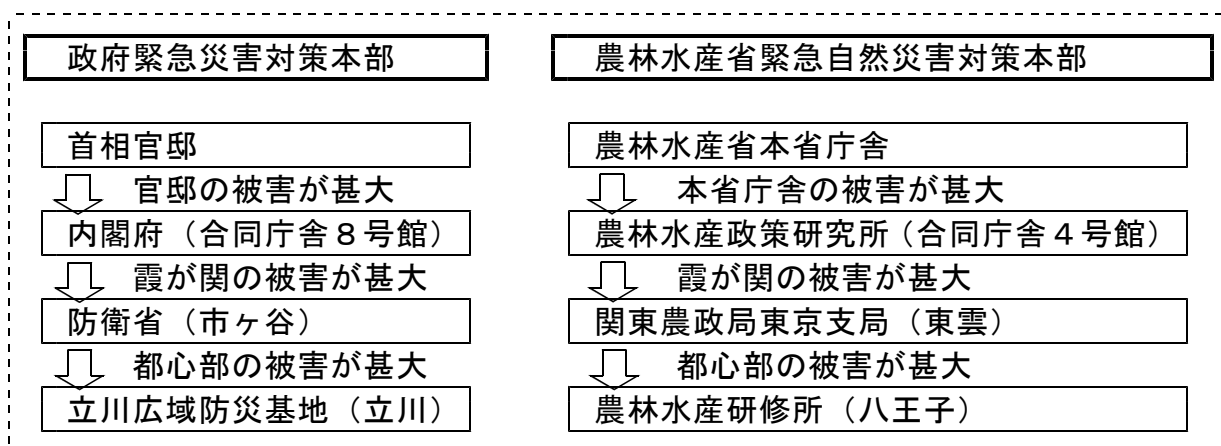 政府緊急災害対策本部
首相官邸
官邸の被害が甚大
内閣府（合同庁舎８号館）
霞が関の被害が甚大
防衛省（市ヶ谷）
都心部の被害が甚大
立川広域防災基地（立川）
農林水産省緊急自然災害対策本部
農林水産省本省庁舎
本省庁舎の被害が甚大
農林水産政策研究所（合同庁舎４号館）
霞が関の被害が甚大
関東農政局東京支局（東雲）
都心部の被害が甚大
農林水産研修所（八王子）